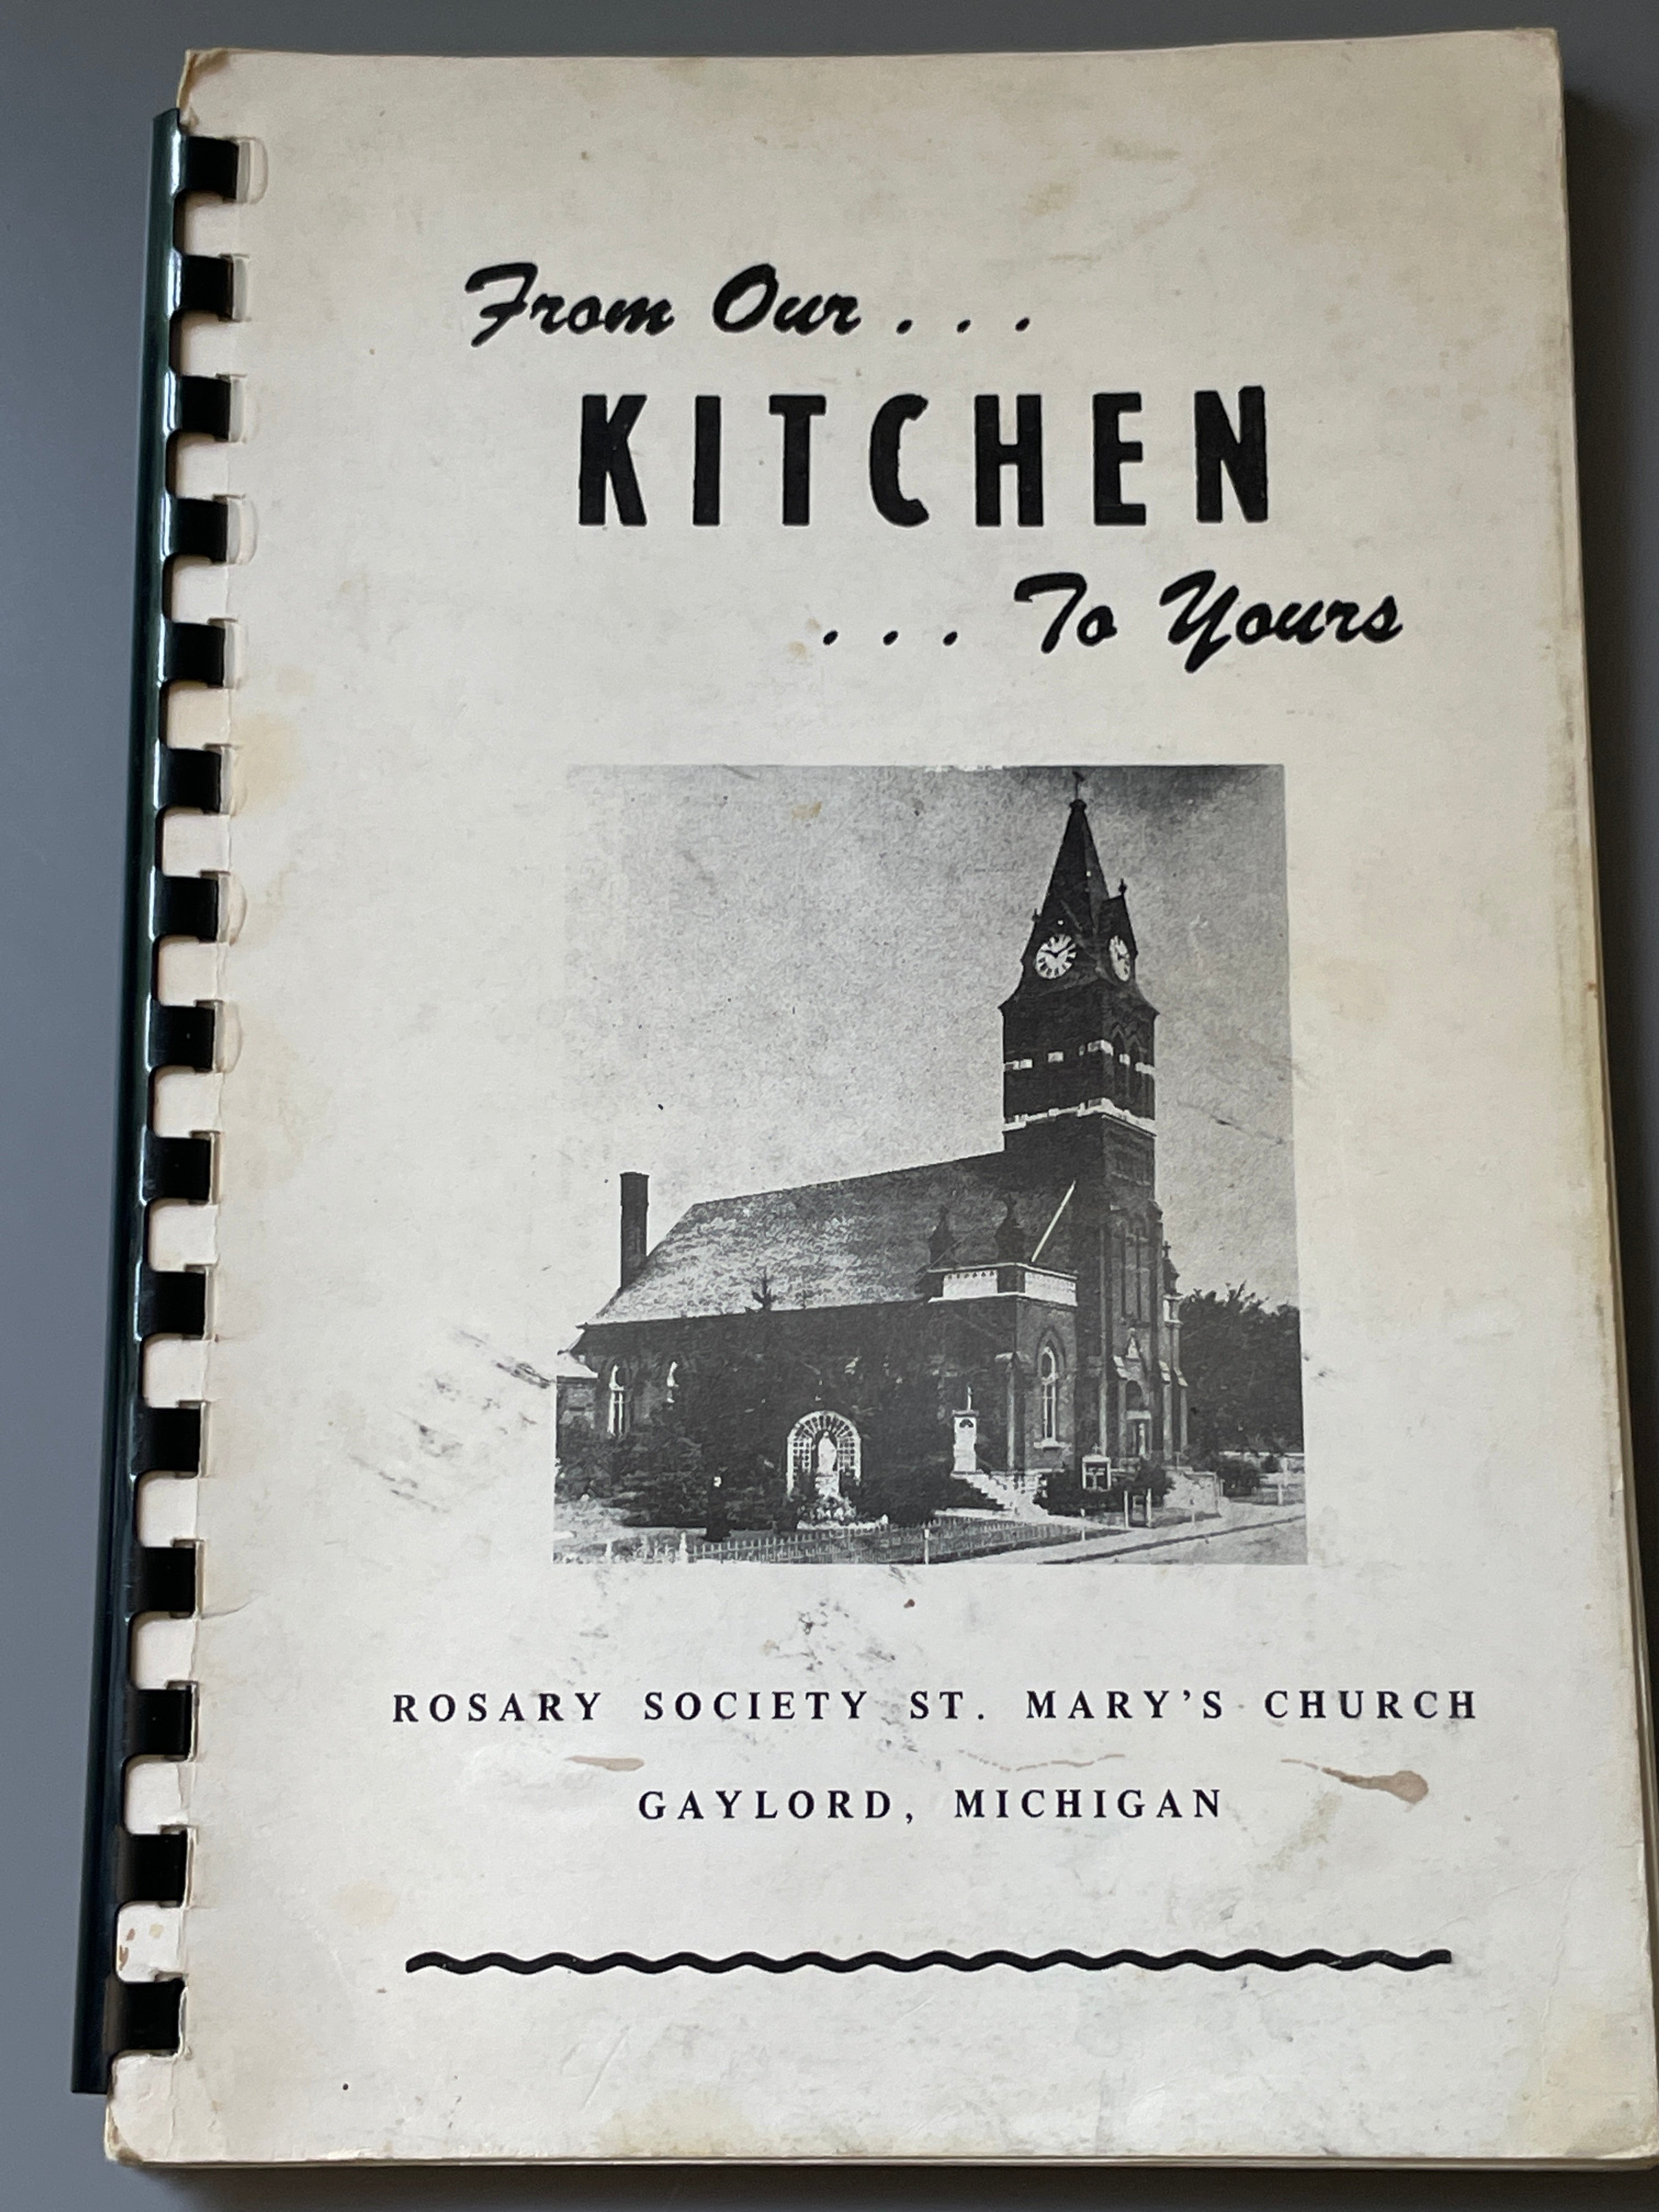 From Our . . .
KITCHEN
. . . To Yours
ROSARY SOCIETY ST. MARY’S CHURCH
GAYLORD, MICHIGAN